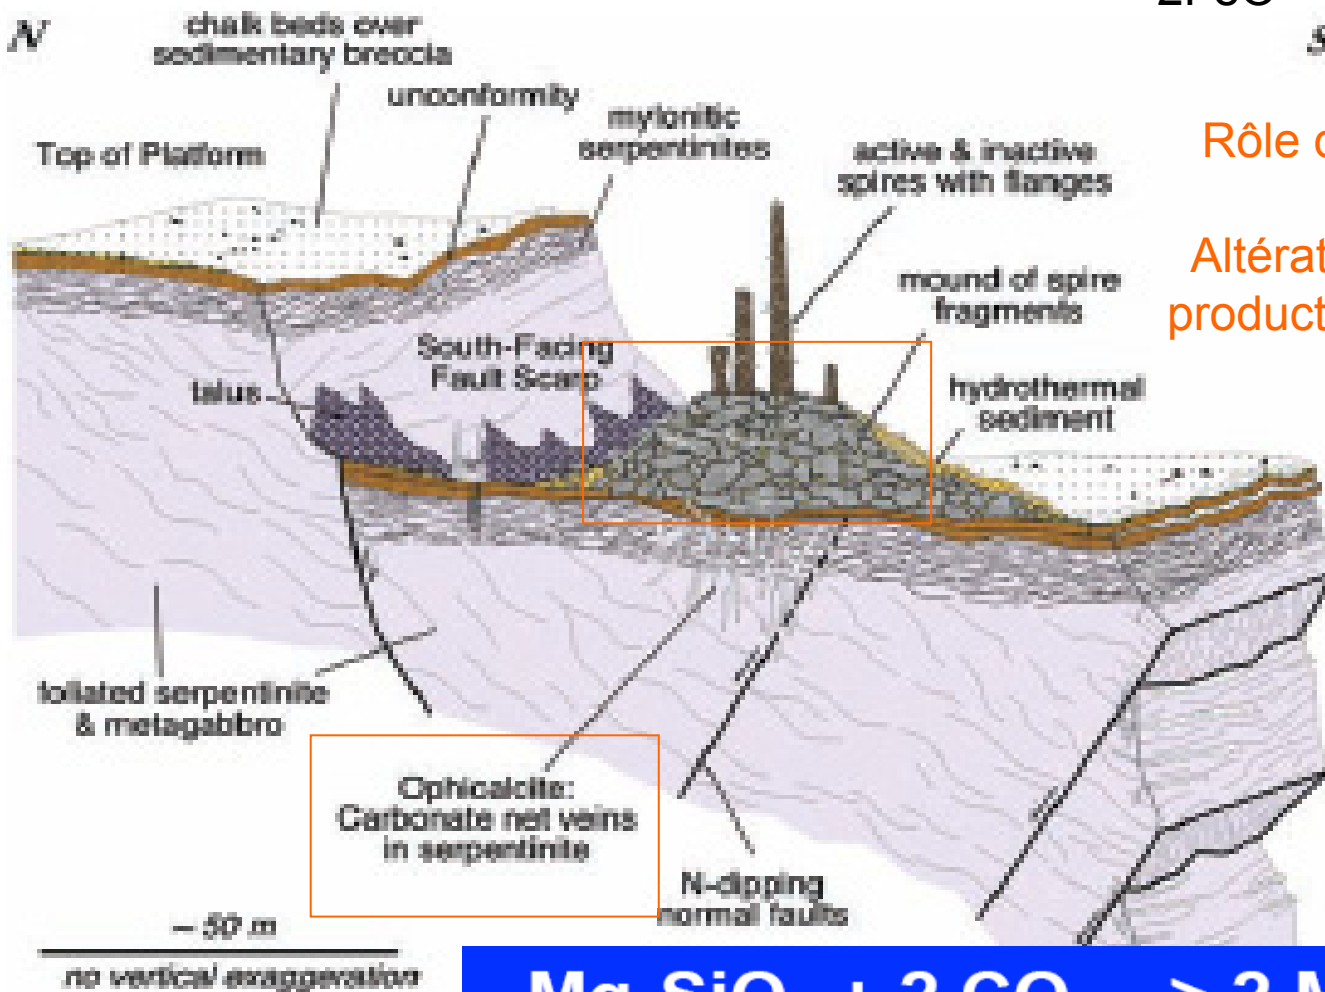 N
chalk beds over
sedimentary breccia
unconformity
mylonitic
serpentinites
Top of Platform
active & inactive
spires with flanges
Rôle
mound of spire
fragments
Altérat
product
South-Facing
Fault Scarp
talus
hydrothermal
sediment
foliated serpentinite
& metagabbro
Ophicalcite:
Carbonate net veins
in serpentinite
N-dipping
normal faults
~ 50 m
no vertical exaggeration